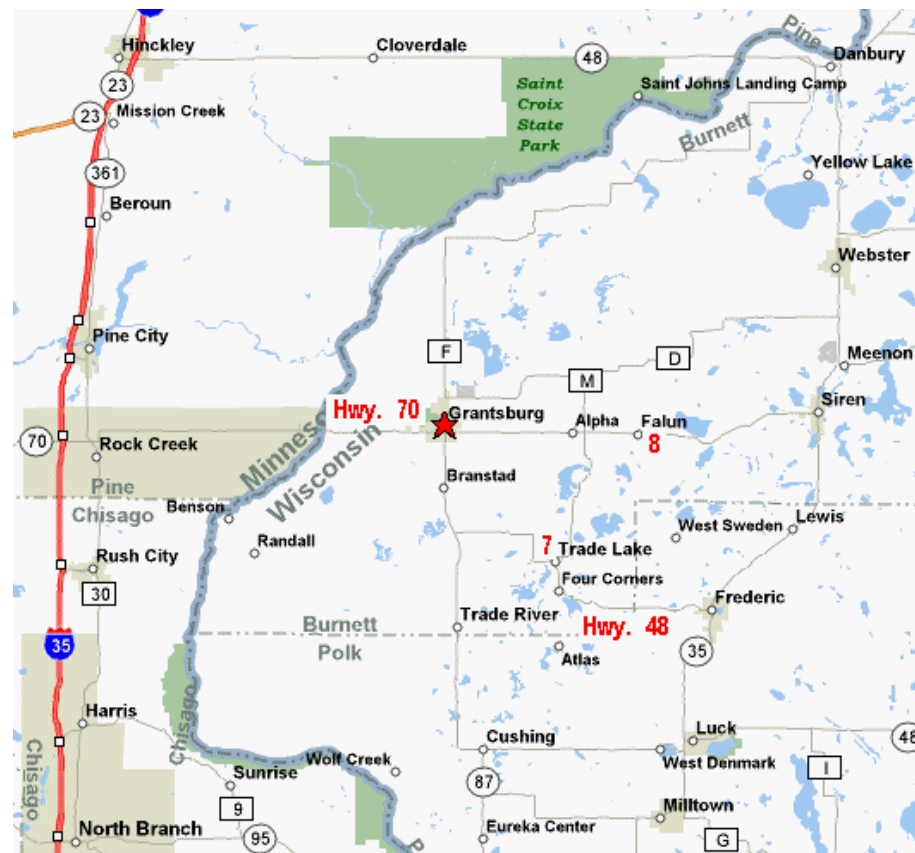 Hinckley
Cloverdale
48
Pine
Danbury
23
Saint
Croix
State
Park
Saint Johns Landing Camp
23
Mission Creek
Burnett
361
Yellow Lake
Beroun
Webster
Pine City
F
D
Meenon
M
Hwy. 70
Grantsburg
Siren
70
Rock Creek
Minnes
Wisconsin
Alpha
Falun
8
Pine
Chisago
Branstad
Benson
West Sweden
Lewis
Randall
Rush City
7
Trade Lake
30
Four Corners
Frederic
Burnett
Polk
Trade River
Hwy. 48
35
Atlas
35
Harris
Chisago
Chisago
Cushing
Luck
48
Wolf Creek
West Denmark
Sunrise
87
I
9
Milltown
North Branch
95
Eureka Center
G
P